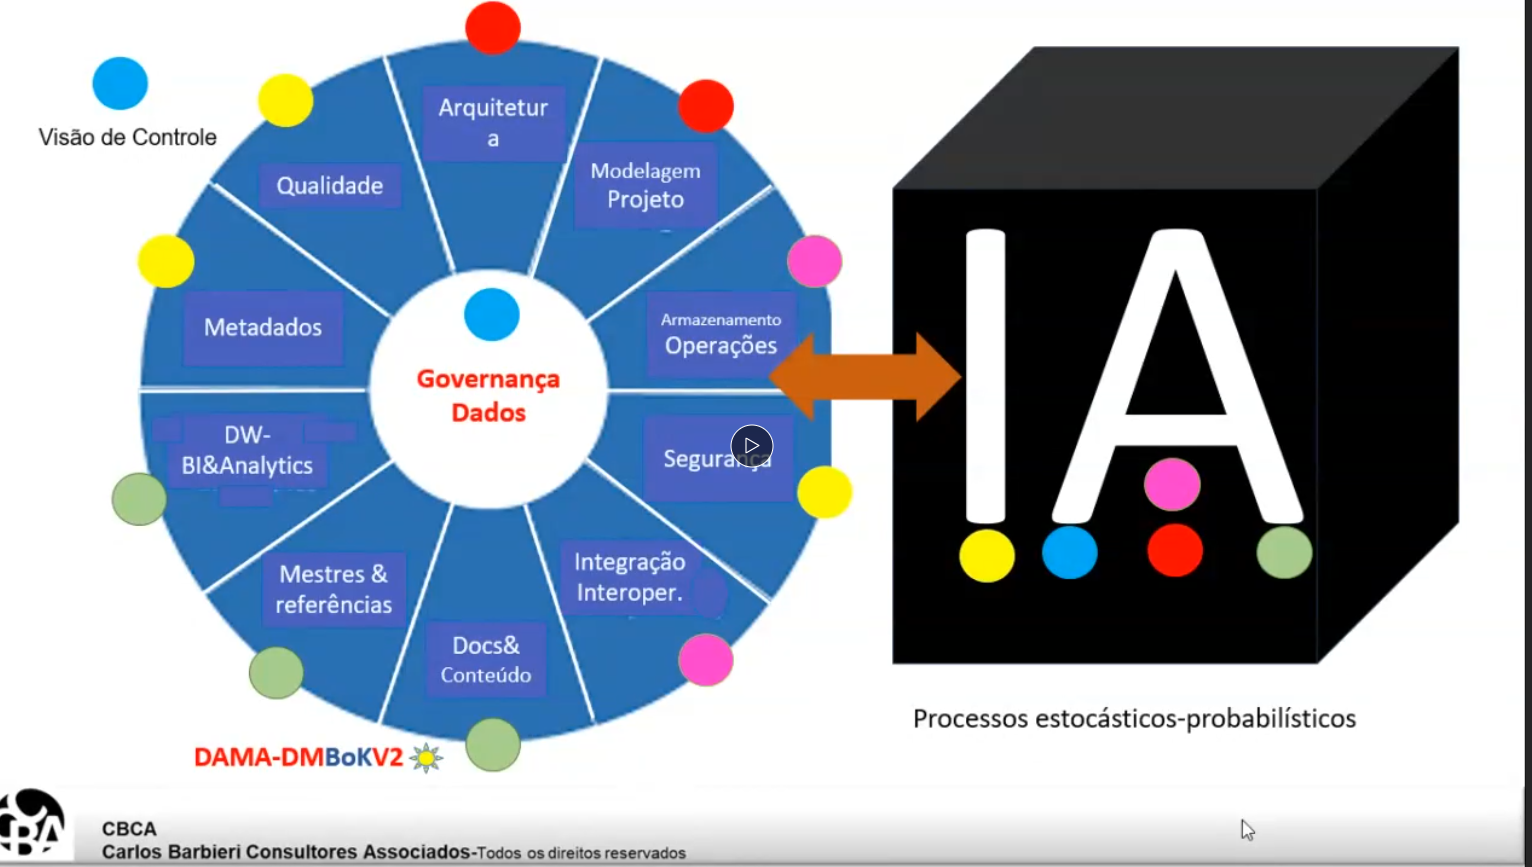 Visão de Controle
Arquitetur
a
Modelagem
Projeto
Qualidade
Metadados
Armazenamento
Operações
Governança
Dados
DW-
BI&Analytics
Segurança
Mestres &
referências
Docs&
Conteúdo
Integração
Interoper.
IA
Processos estocásticos-probabilísticos
DAMA-DMBoKV2
CBCA
Carlos Barbieri Consultores Associados-Todos os direitos reservados